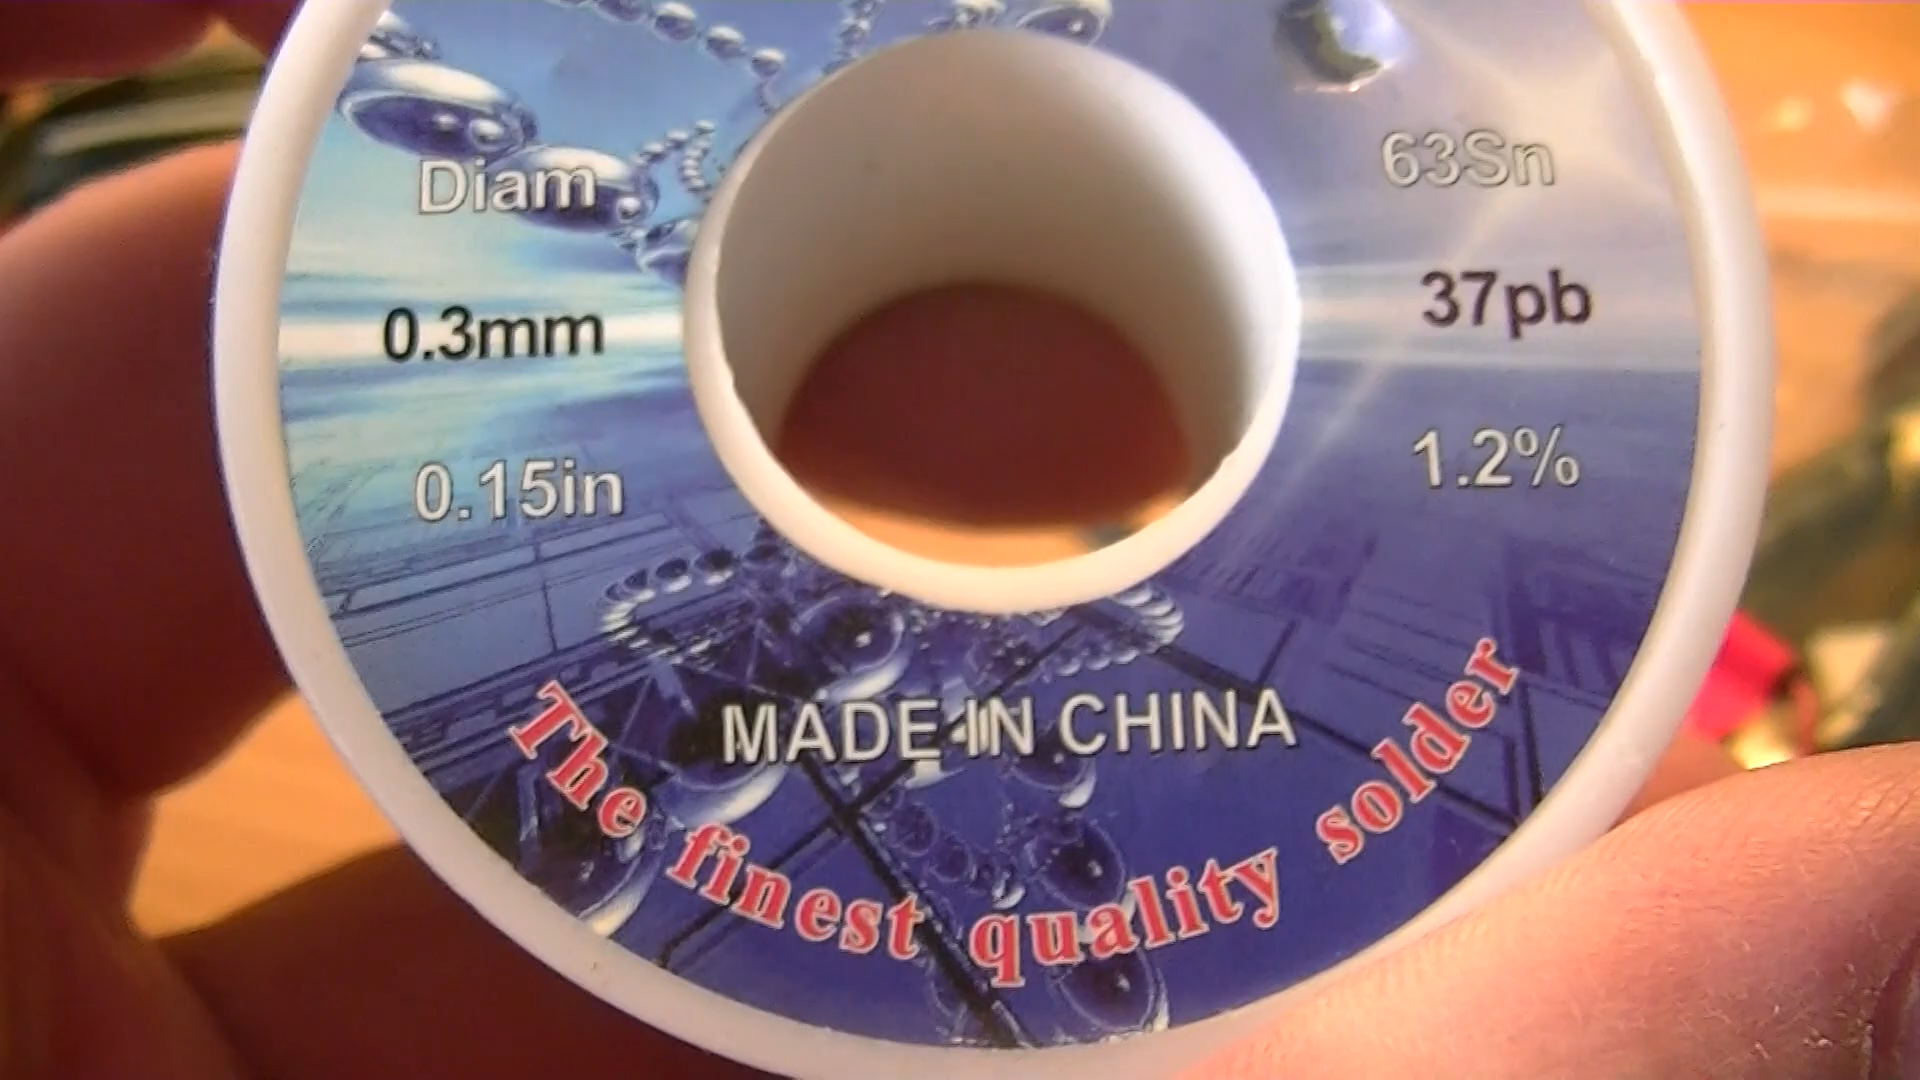 Diam
0.3mm
0.15in
63Sn
37pb
1.2%
MADE IN CHINA
The finest quality solder